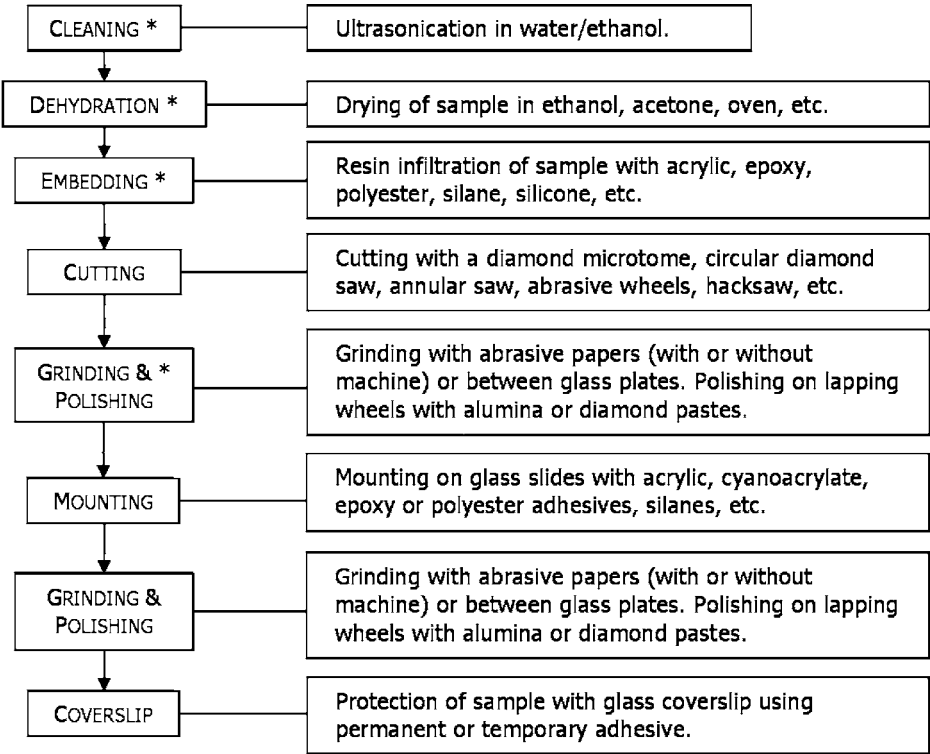 CLEANING *
Ultrasonication in water/ethanol.
DEHYDRATION *
Drying of sample in ethanol, acetone, oven, etc.
EMBEDDING *
Resin infiltration of sample with acrylic, epoxy,
polyester, silane, silicone, etc.
CUTTING
Cutting with a diamond microtome, circular diamond
saw, annular saw, abrasive wheels, hacksaw, etc.
GRINDING & *
POLISHING
Grinding with abrasive papers (with or without
machine) or between glass plates. Polishing on lapping
wheels with alumina or diamond pastes.
MOUNTING
Mounting on glass slides with acrylic, cyanoacrylate,
epoxy or polyester adhesives, silanes, etc.
GRINDING &
POLISHING
Grinding with abrasive papers (with or without
machine) or between glass plates. Polishing on lapping
wheels with alumina or diamond pastes.
COVERSLIP
Protection of sample with glass coverslip using
permanent or temporary adhesive.